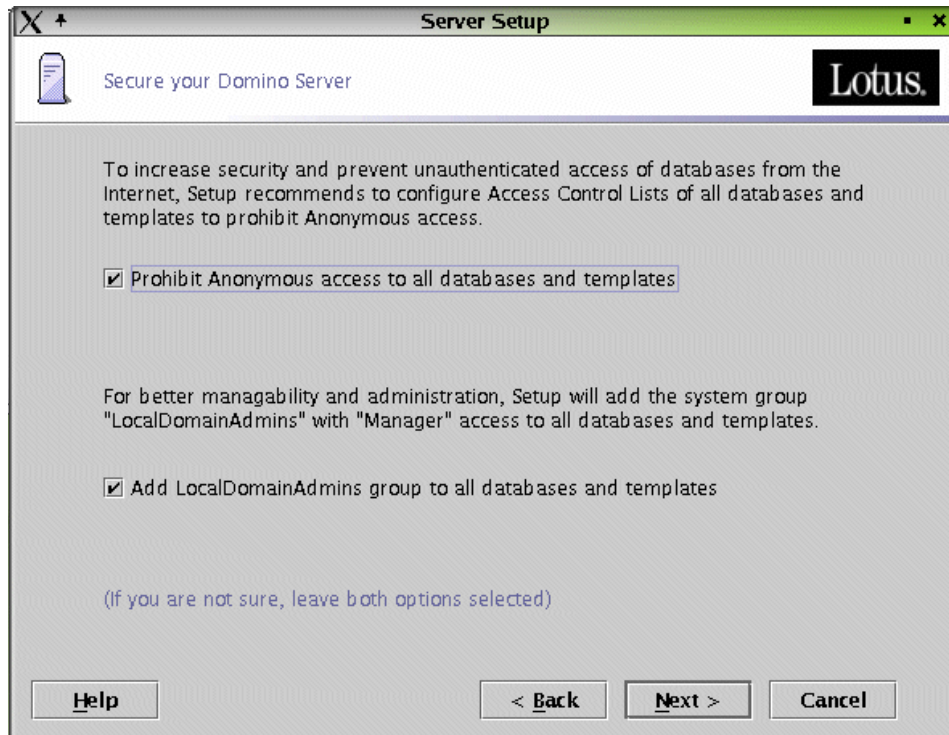 Server Setup
Secure your Domino Server
Lotus.
To increase security and prevent unauthenticated access of databases from the
Internet, Setup recommends to configure Access Control Lists of all databases and
templates to prohibit Anonymous access.
Prohibit Anonymous access to all databases and templates
For better managability and administration, Setup will add the system group
"LocalDomainAdmins" with "Manager" access to all databases and templates.
Add LocalDomainAdmins group to all databases and templates
(If you are not sure, leave both options selected)
Help
< Back
Next >
Cancel